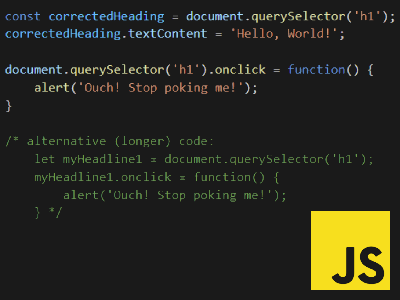 const correctedHeading = document.querySelector('h1');
correctedHeading.textContent = 'Hello, World!';
document.querySelector('h1').onclick = function() {
    alert('Ouch! Stop poking me!');
}
/* alternative (longer) code:
    let myHeadline1 = document.querySelector('h1');
    myHeadline1.onclick = function() {
        alert('Ouch! Stop poking me!');
    } */
JS